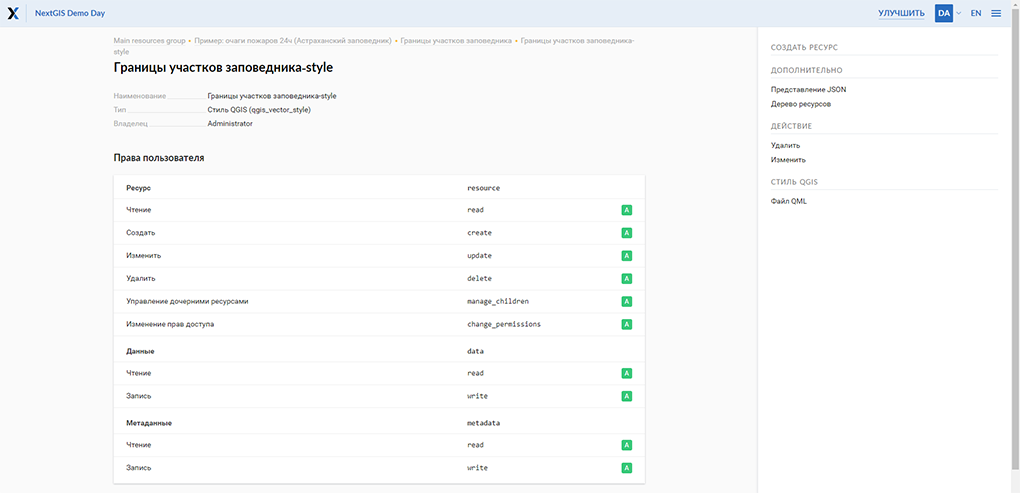 NextGIS Demo Day
УЛУЧШИТЬ DA EN
Main resources group • Пример: очаги пожаров 24ч (Астраханский заповедник) • Границы участков заповедника • Границы участков заповедника-
style
Границы участков заповедника-style
Наименование Границы участков заповедника-style
Тип Стиль QGIS (qgis_vector_style)
Владелец Administrator
Права пользователя
Ресурс resource
Чтение read A
Создать create A
Изменить update A
Удалить delete A
Управление дочерними ресурсами manage_children A
Изменение прав доступа change_permissions A
Данные data
Чтение read A
Запись write A
Метаданные metadata
Чтение read A
Запись write A
СОЗДАТЬ РЕСУРС
ДОПОЛНИТЕЛЬНО
Представление JSON
Дерево ресурсов
ДЕЙСТВИЕ
Удалить
Изменить
СТИЛЬ QGIS
Файл QML